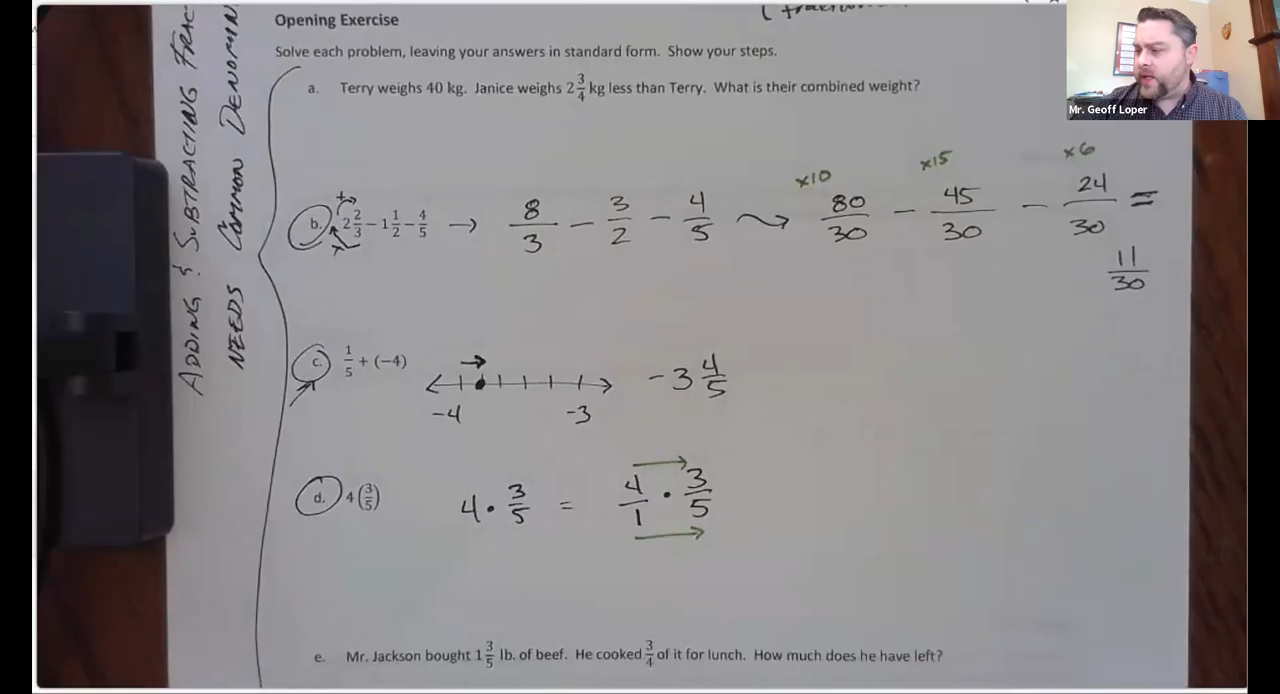 Opening Exercise
Solve each problem, leaving your answers in standard form. Show your steps.
a. Terry weighs 40 kg. Janice weighs 2 3/4 kg less than Terry. What is their combined weight?
Mr. Geoff Loper
ADDING & SUBTRACTING
NEEDS COMMON
×10 ×15 ×6
b. 2 2/3 − 1 1/2 − 4/5 → 8/3 − 3/2 − 4/5 ⇝ 80/30 − 45/30 − 24/30 =
+
×
11/30
c. 1/5 + (−4) −3 4/5
−4 −3
d. 4(3/5) 4 · 3/5 = 4/1 · 3/5
e. Mr. Jackson bought 1 3/5 lb. of beef. He cooked 3/4 of it for lunch. How much does he have left?